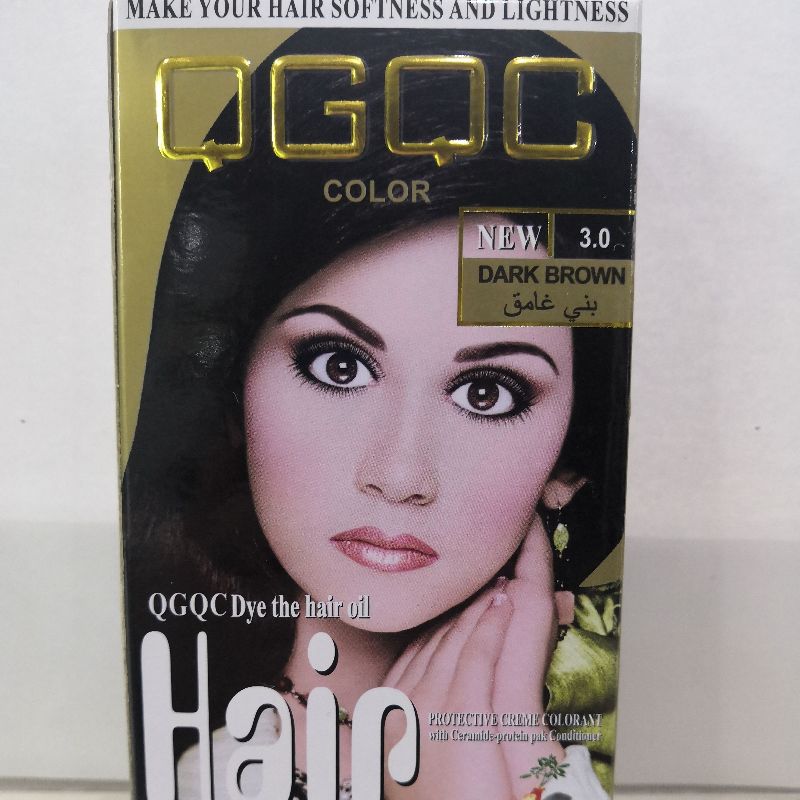 MAKE YOUR HAIR SOFTNESS AND LIGHTNESS
QGQC
COLOR
NEW 3.0
DARK BROWN
بني غامق
QGQC Dye the hair oil
Hair
PROTECTIVE CREME COLORANT
with Ceramide-protein pak Conditioner